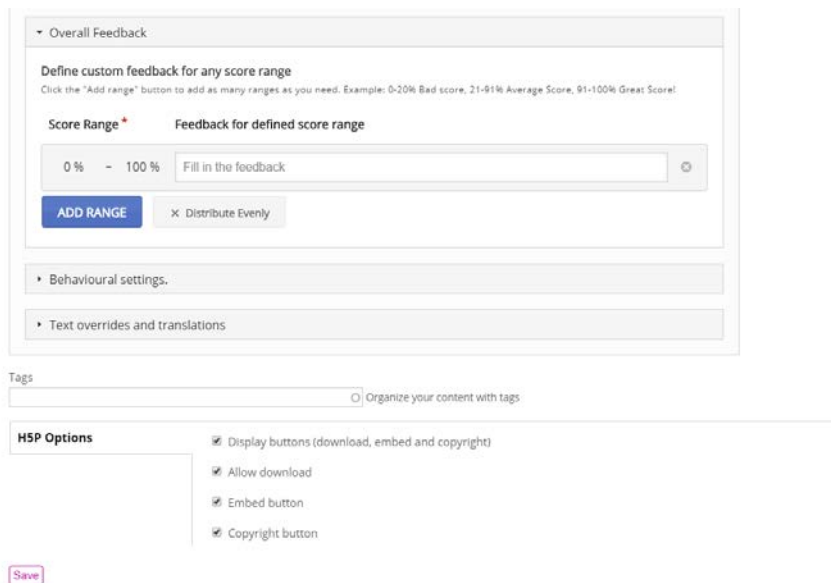 Overall Feedback
Define custom feedback for any score range
Click the "Add range" button to add as many ranges as you need. Example: 0-20% Bad score, 21-91% Average Score, 91-100% Great Score!
Score Range * Feedback for defined score range
0 % – 100 % Fill in the feedback
ADD RANGE × Distribute Evenly
Behavioural settings.
Text overrides and translations
Tags
Organize your content with tags
H5P Options
Display buttons (download, embed and copyright)
Allow download
Embed button
Copyright button
Save